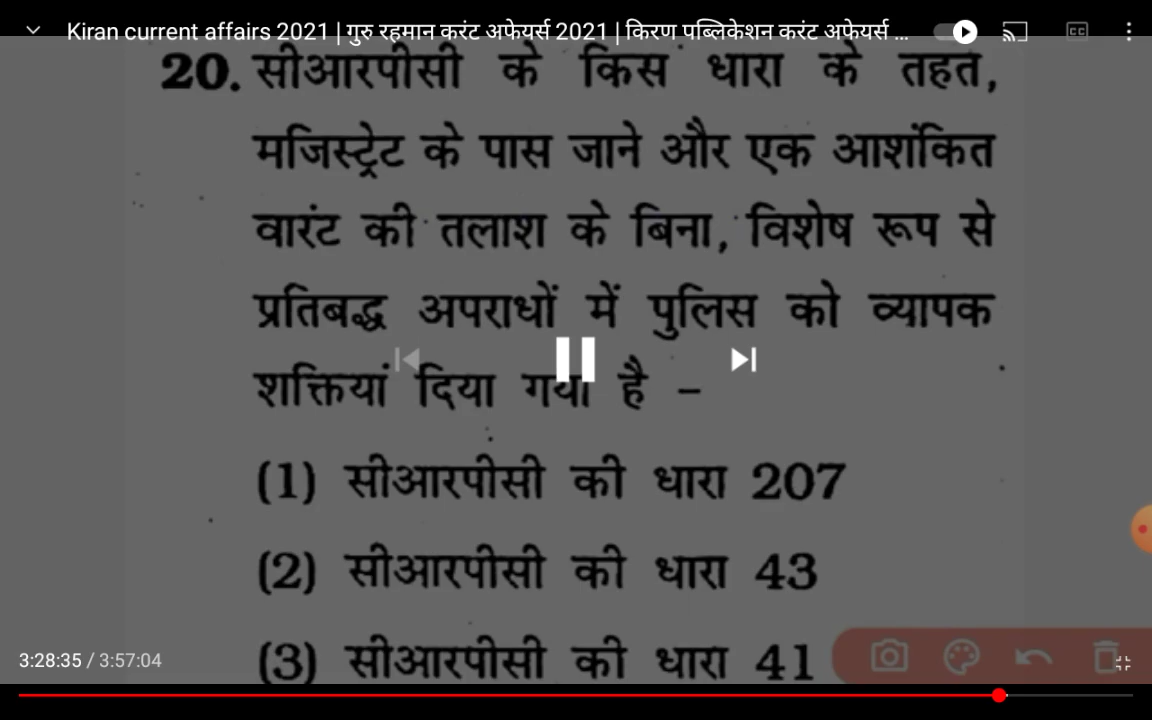 Kiran current affairs 2021 | गुरु रहमान करंट अफेयर्स 2021 | किरण पब्लिकेशन करंट अफेयर्स ...
CC
20. सीआरपीसी के किस धारा के तहत,
मजिस्ट्रेट के पास जाने और एक आशंकित
वारंट की तलाश के बिना, विशेष रूप से
प्रतिबद्ध अपराधों में पुलिस को व्यापक
शक्तियां दिया गया है –
(1) सीआरपीसी की धारा 207
(2) सीआरपीसी की धारा 43
(3) सीआरपीसी की धारा 41
3:28:35 / 3:57:04